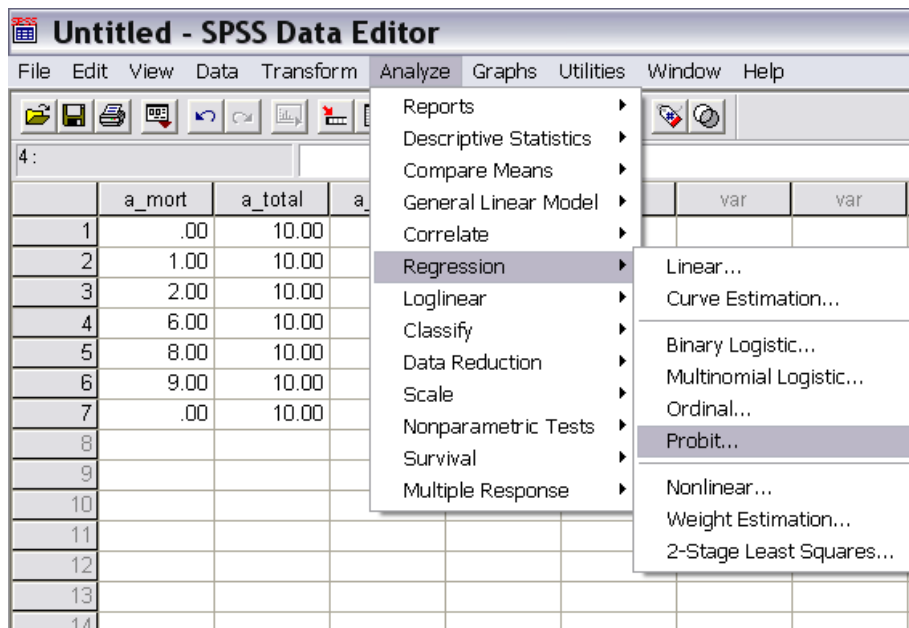 SPSS
Untitled - SPSS Data Editor
File Edit View Data Transform Analyze Graphs Utilities Window Help
4 :
a_mort a_total a_ var var
1 .00 10.00
2 1.00 10.00
3 2.00 10.00
4 6.00 10.00
5 8.00 10.00
6 9.00 10.00
7 .00 10.00
8
9
10
11
12
13
14
Reports
Descriptive Statistics
Compare Means
General Linear Model
Correlate
Regression
Loglinear
Classify
Data Reduction
Scale
Nonparametric Tests
Survival
Multiple Response
Linear...
Curve Estimation...
Binary Logistic...
Multinomial Logistic...
Ordinal...
Probit...
Nonlinear...
Weight Estimation...
2-Stage Least Squares...